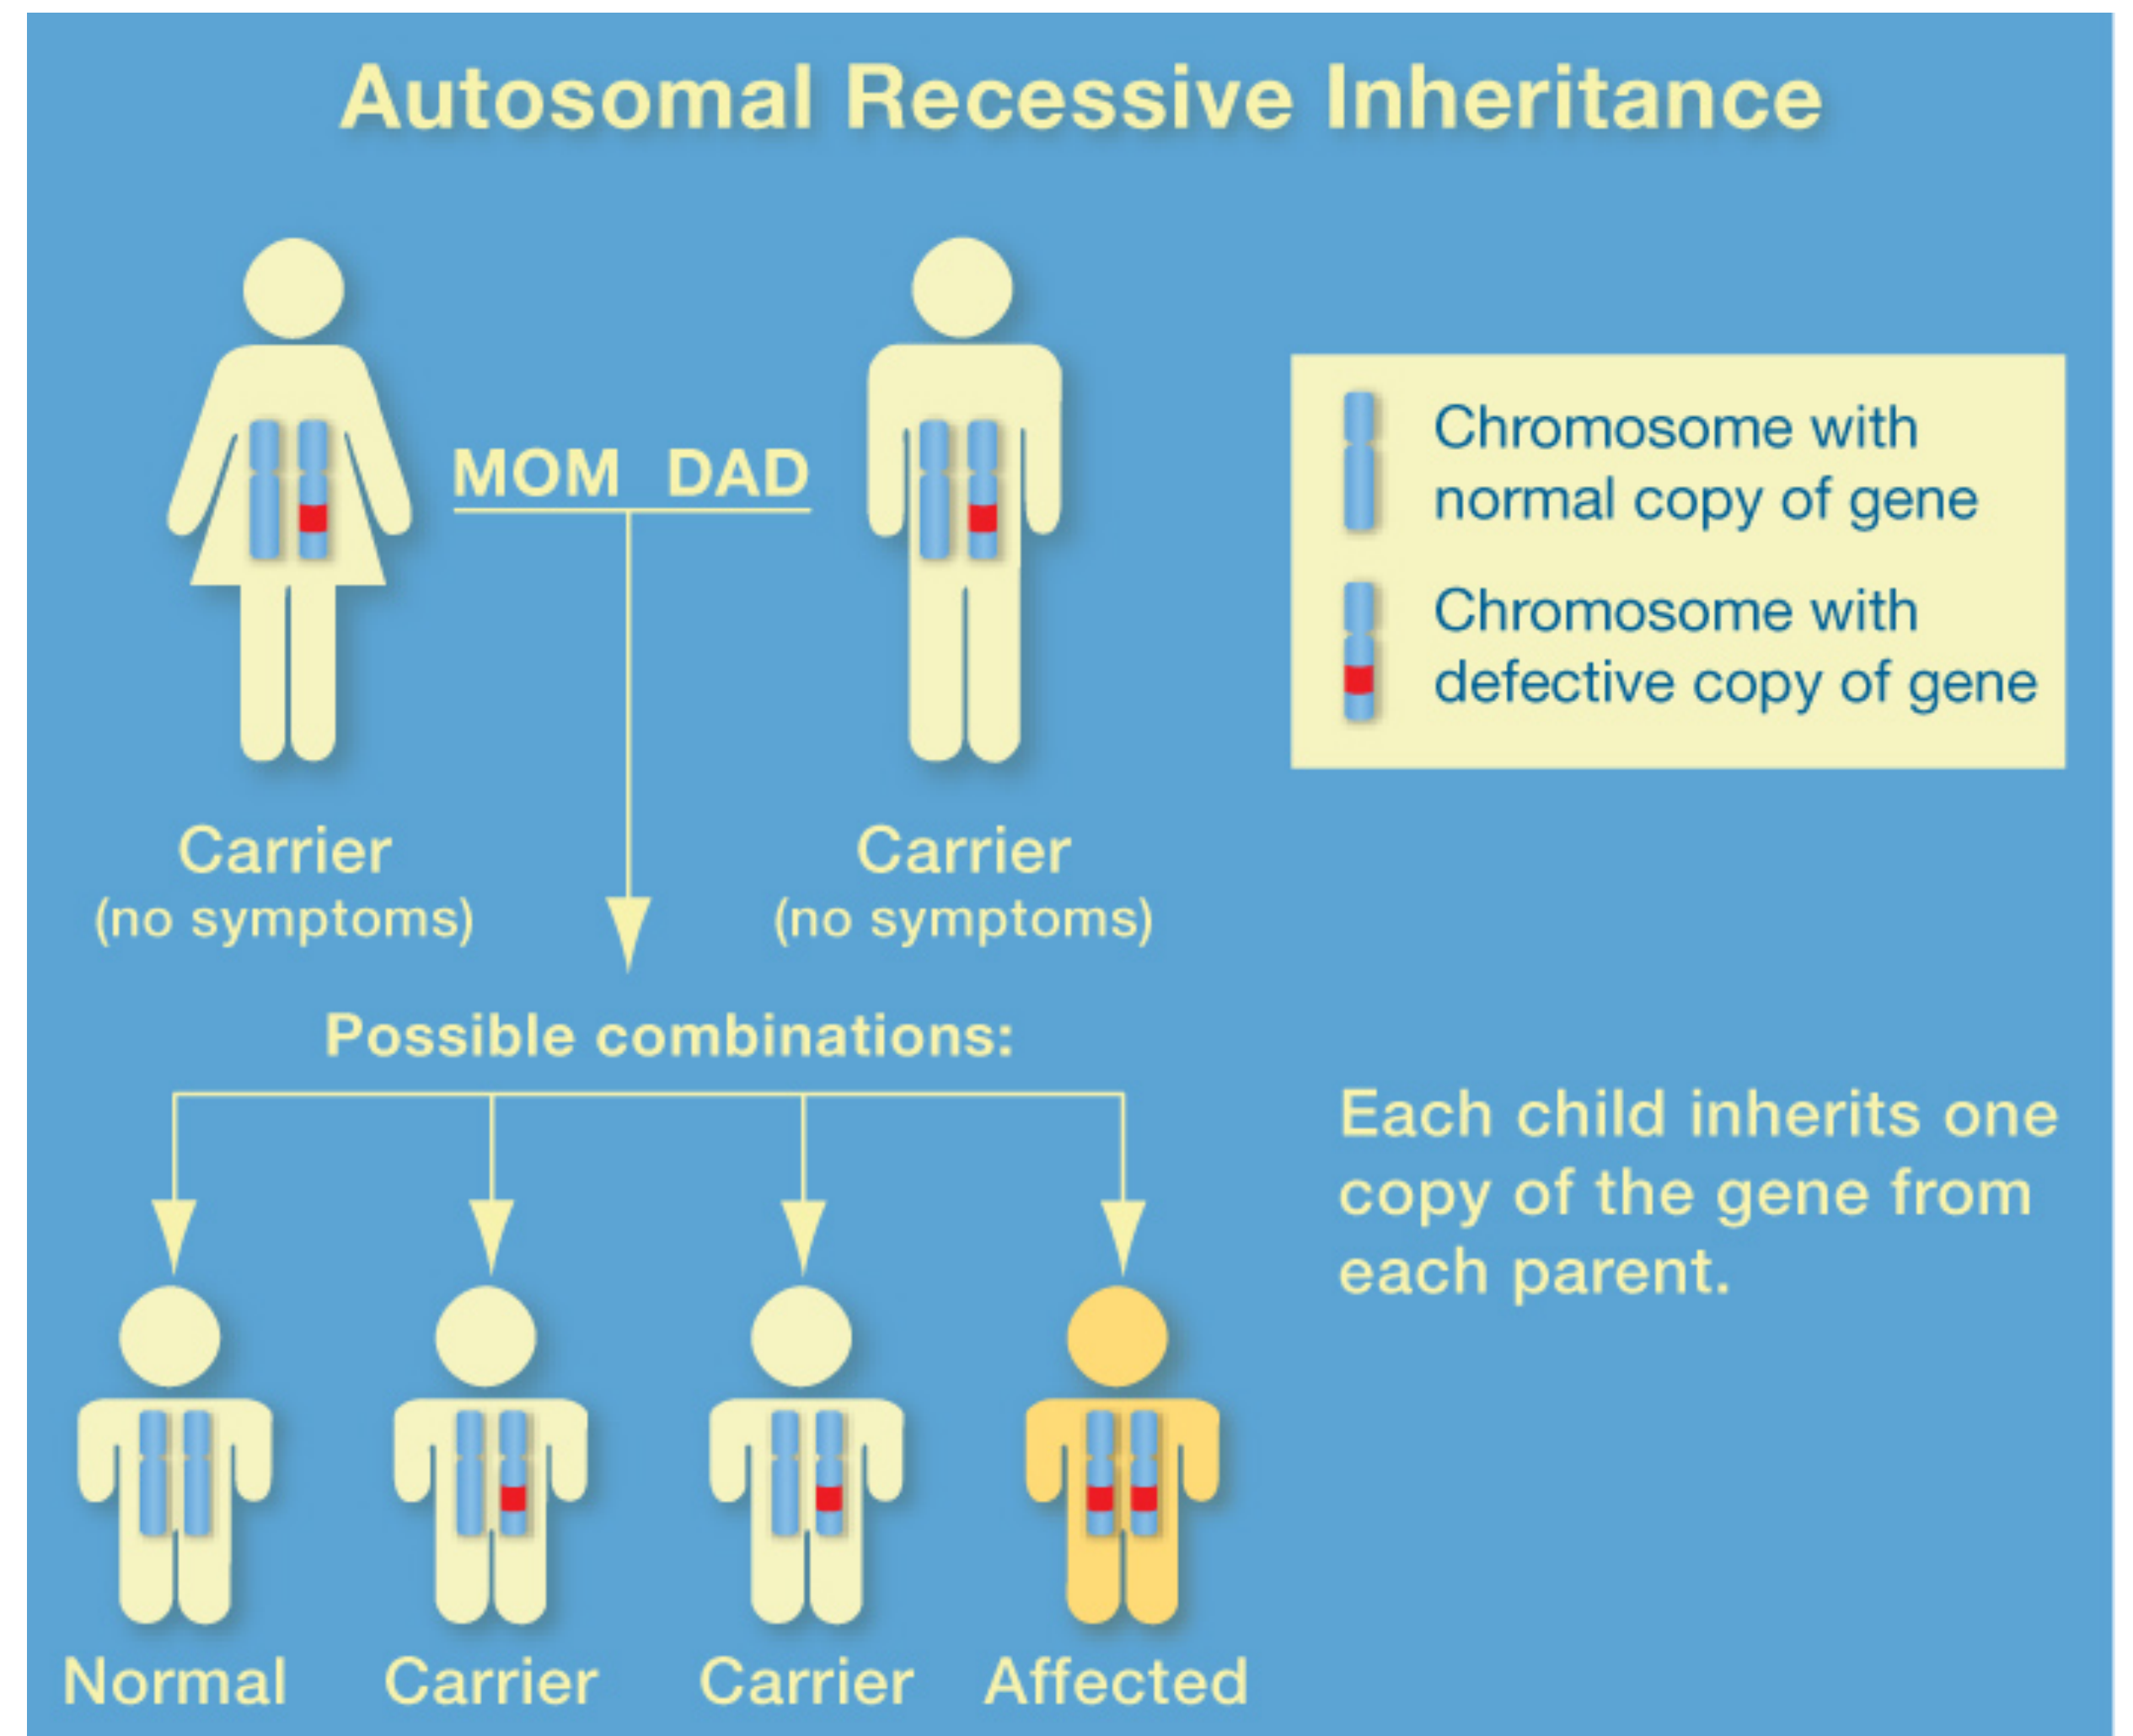 Autosomal Recessive Inheritance
MOM DAD
Chromosome with
normal copy of gene
Chromosome with
defective copy of gene
Carrier
(no symptoms)
Carrier
(no symptoms)
Possible combinations:
Each child inherits one
copy of the gene from
each parent.
Normal
Carrier
Carrier
Affected